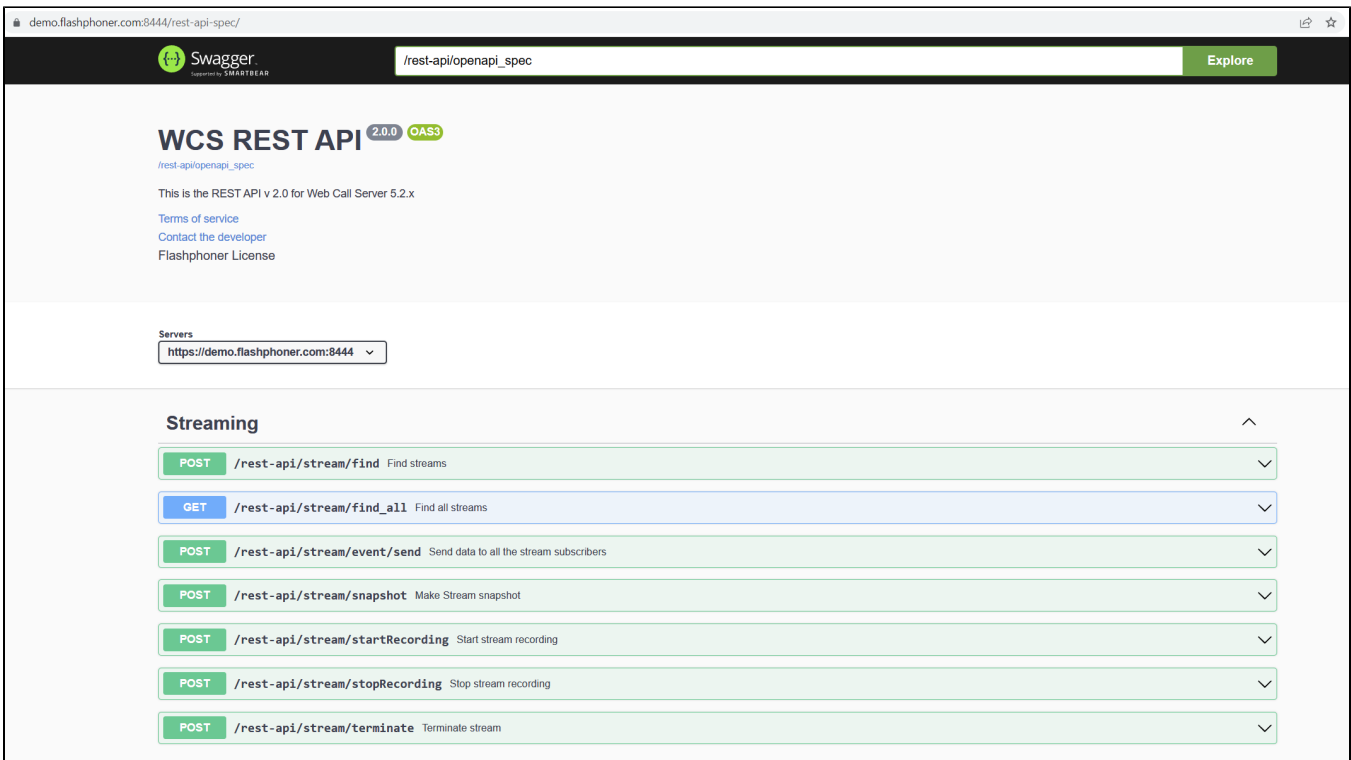 demo.flashphoner.com:8444/rest-api-spec/
{··} Swagger.
Supported by SMARTBEAR
/rest-api/openapi_spec
Explore
WCS REST API 2.0.0 OAS3
/rest-api/openapi_spec
This is the REST API v 2.0 for Web Call Server 5.2.x
Terms of service
Contact the developer
Flashphoner License
Servers
https://demo.flashphoner.com:8444
Streaming
POST /rest-api/stream/find Find streams
GET /rest-api/stream/find_all Find all streams
POST /rest-api/stream/event/send Send data to all the stream subscribers
POST /rest-api/stream/snapshot Make Stream snapshot
POST /rest-api/stream/startRecording Start stream recording
POST /rest-api/stream/stopRecording Stop stream recording
POST /rest-api/stream/terminate Terminate stream